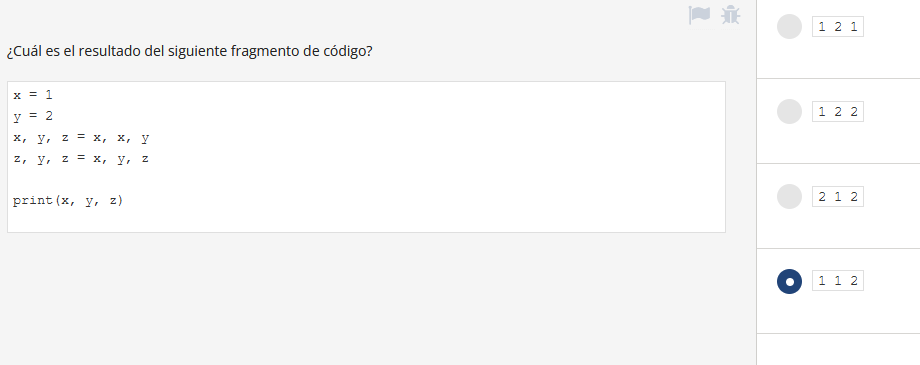 ¿Cuál es el resultado del siguiente fragmento de código?
x = 1
y = 2
x, y, z = x, x, y
z, y, z = x, y, z
print(x, y, z)
1 2 1
1 2 2
2 1 2
1 1 2